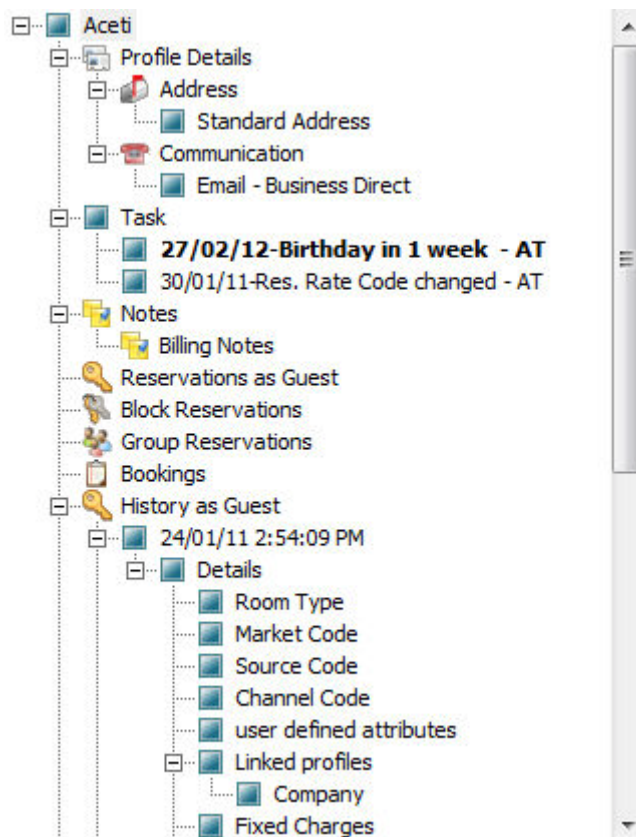 Aceti
Profile Details
Address
Standard Address
Communication
Email - Business Direct
Task
27/02/12-Birthday in 1 week - AT
30/01/11-Res. Rate Code changed - AT
Notes
Billing Notes
Reservations as Guest
Block Reservations
Group Reservations
Bookings
History as Guest
24/01/11 2:54:09 PM
Details
Room Type
Market Code
Source Code
Channel Code
user defined attributes
Linked profiles
Company
Fixed Charges